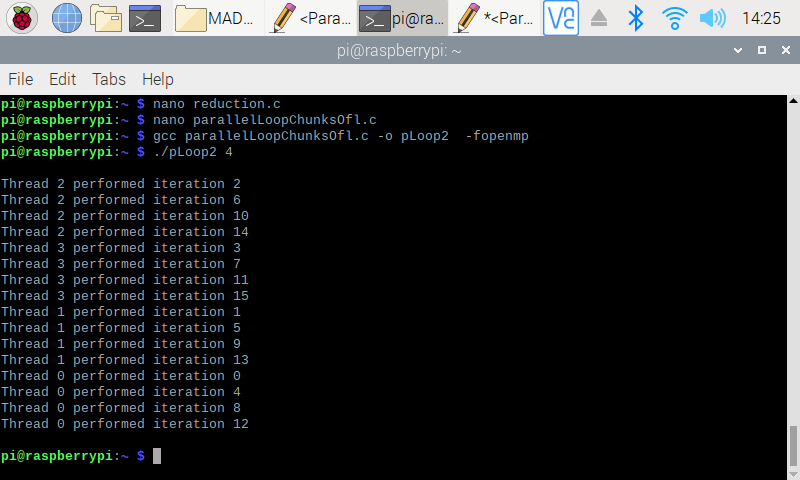 MAD...
<Para...
pi@ra...
*<Par...
14:25
pi@raspberrypi: ~
File Edit Tabs Help
pi@raspberrypi:~ $ nano reduction.c
pi@raspberrypi:~ $ nano parallelLoopChunksOfl.c
pi@raspberrypi:~ $ gcc parallelLoopChunksOfl.c -o pLoop2  -fopenmp
pi@raspberrypi:~ $ ./pLoop2 4
Thread 2 performed iteration 2
Thread 2 performed iteration 6
Thread 2 performed iteration 10
Thread 2 performed iteration 14
Thread 3 performed iteration 3
Thread 3 performed iteration 7
Thread 3 performed iteration 11
Thread 3 performed iteration 15
Thread 1 performed iteration 1
Thread 1 performed iteration 5
Thread 1 performed iteration 9
Thread 1 performed iteration 13
Thread 0 performed iteration 0
Thread 0 performed iteration 4
Thread 0 performed iteration 8
Thread 0 performed iteration 12
pi@raspberrypi:~ $